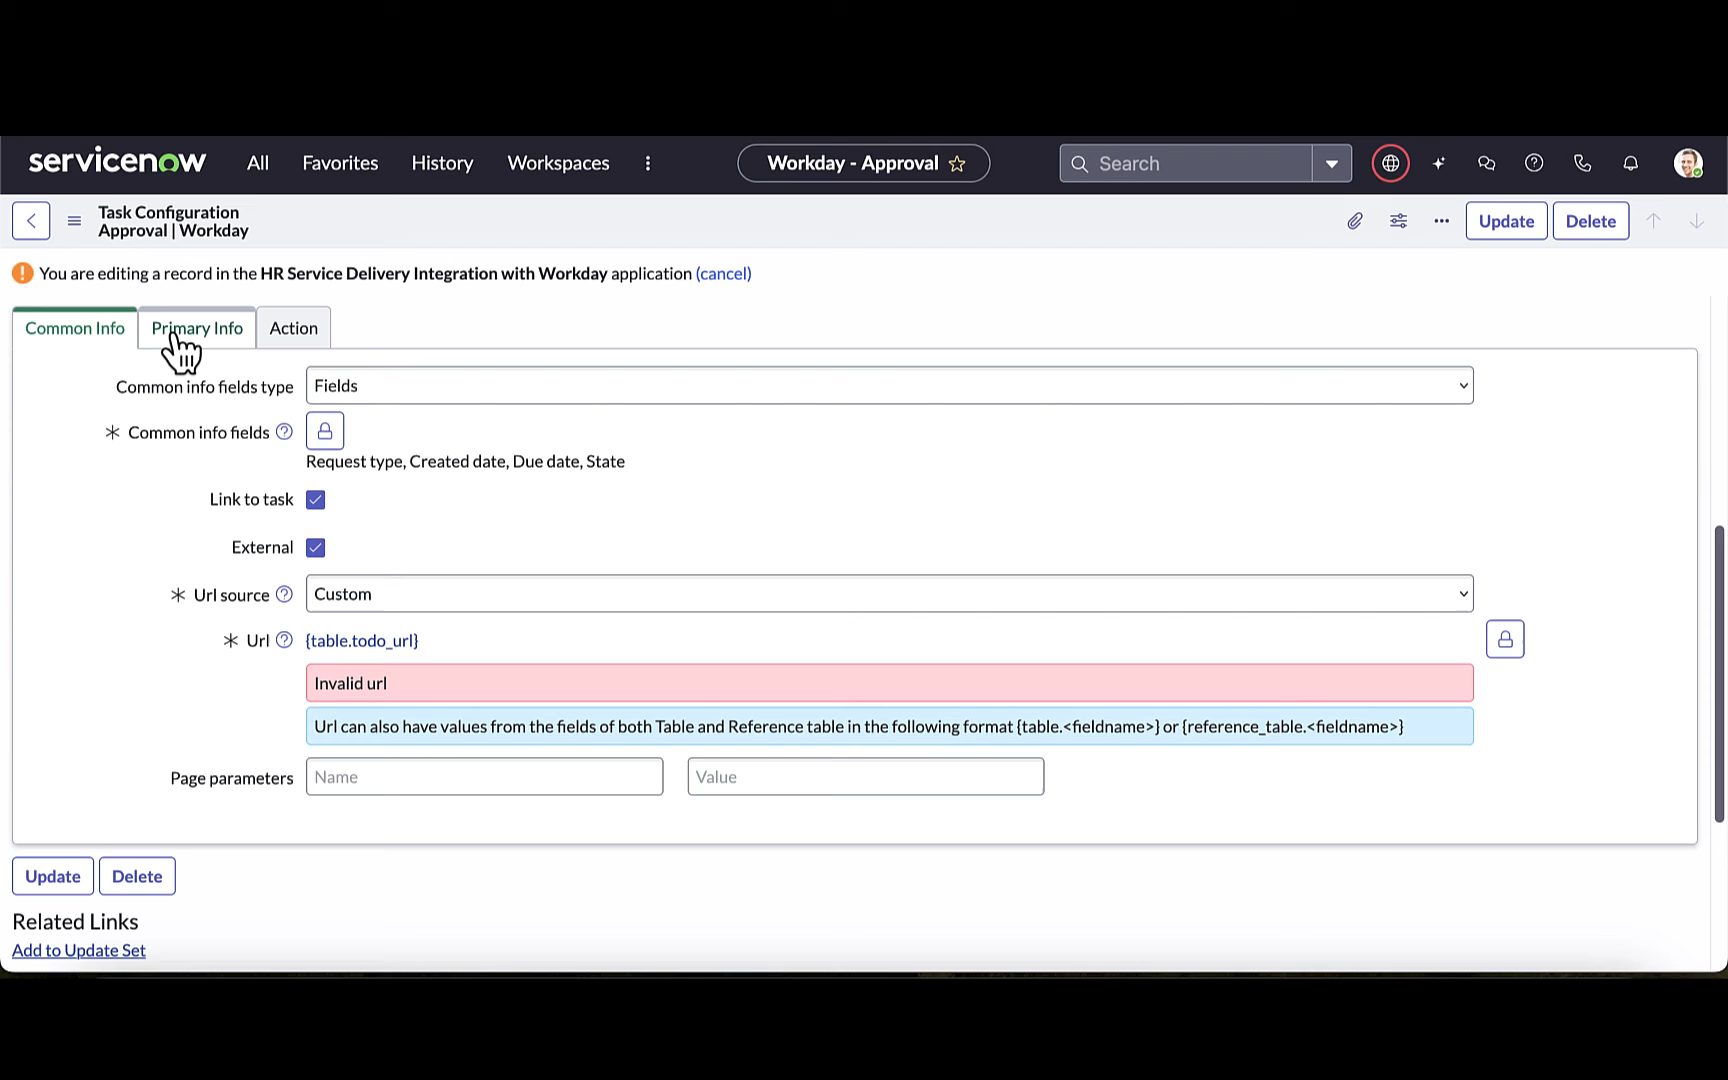 servicenow All Favorites History Workspaces Workday - Approval Search
Task Configuration
Approval | Workday
Update Delete
You are editing a record in the HR Service Delivery Integration with Workday application (cancel)
Common Info Primary Info Action
Common info fields type Fields
Common info fields
Request type, Created date, Due date, State
Link to task
External
Url source Custom
Url {table.todo_url}
Invalid url
Url can also have values from the fields of both Table and Reference table in the following format {table.<fieldname>} or {reference_table.<fieldname>}
Page parameters Name Value
Update Delete
Related Links
Add to Update Set